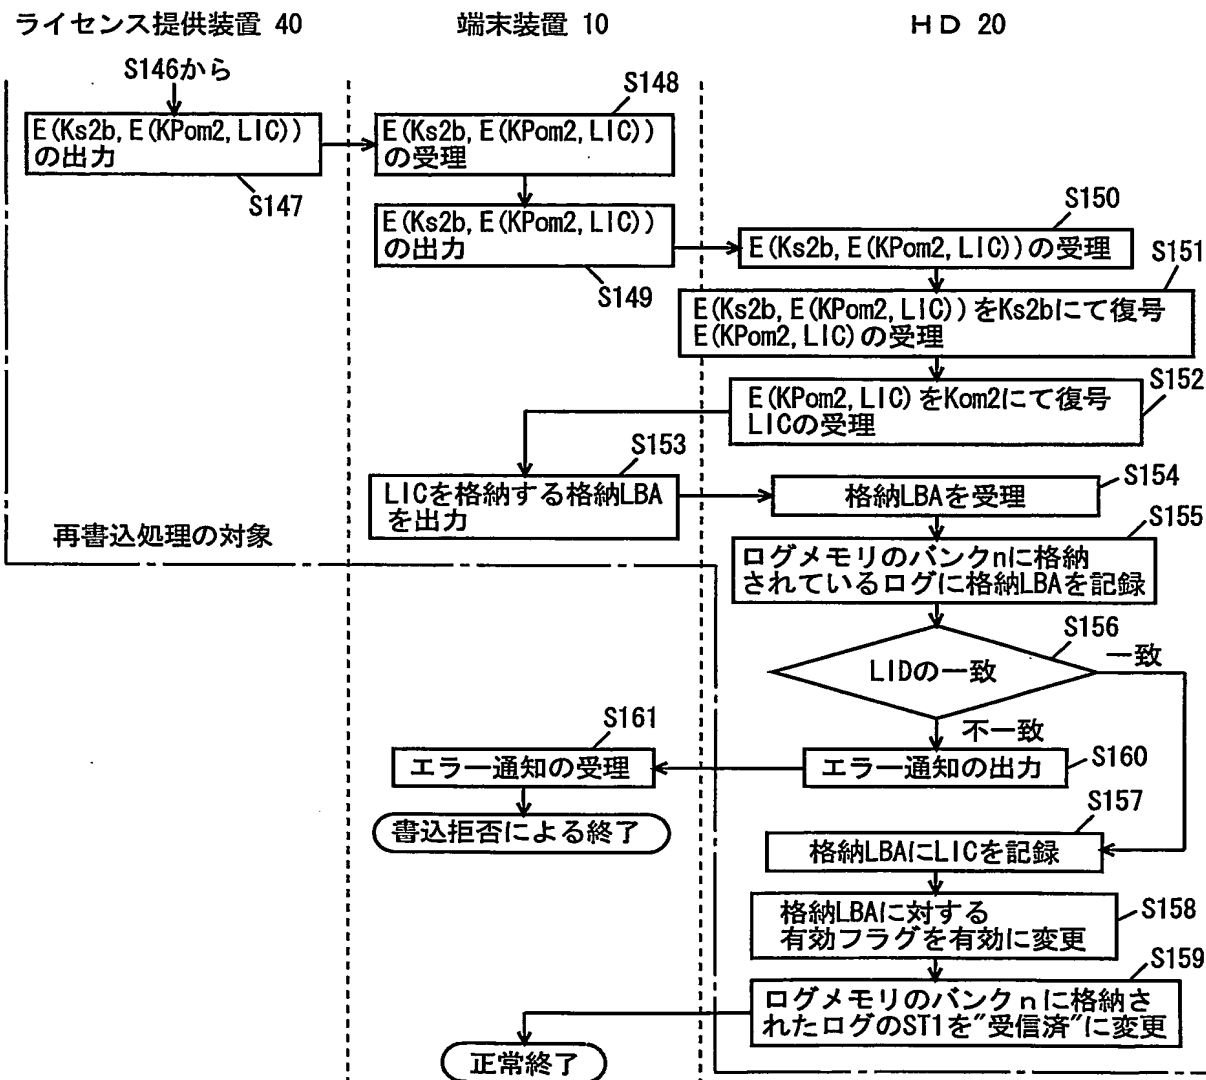 ライセンス提供装置 40
端末装置 10
ＨＤ 20
S146から
E(Ks2b, E(KPom2, LIC))
の出力
S147
S148
E(Ks2b, E(KPom2, LIC))
の受理
E(Ks2b, E(KPom2, LIC))
の出力
S149
S150
E(Ks2b, E(KPom2, LIC))の受理
S151
E(Ks2b, E(KPom2, LIC))をKs2bにて復号
E(KPom2, LIC)の受理
S152
E(KPom2, LIC)をKom2にて復号
LICの受理
S153
LICを格納する格納LBA
を出力
S154
格納LBAを受理
再書込処理の対象
S155
ログメモリのバンクnに格納
されているログに格納LBAを記録
S156
LIDの一致
一致
不一致
S161
エラー通知の受理
エラー通知の出力
S160
書込拒否による終了
S157
格納LBAにLICを記録
格納LBAに対する
有効フラグを有効に変更
S158
S159
ログメモリのバンクｎに格納さ
れたログのST1を"受信済"に変更
正常終了